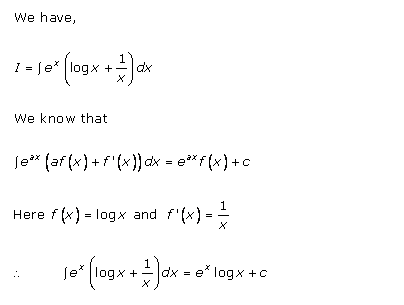 We have,
I = ∫e^x (log x + 1/x) dx
We know that
∫e^{ax} (af(x) + f'(x)) dx = e^{ax} f(x) + c
Here f(x) = log x and f'(x) = 1/x
∴ ∫e^x (log x + 1/x) dx = e^x log x + c